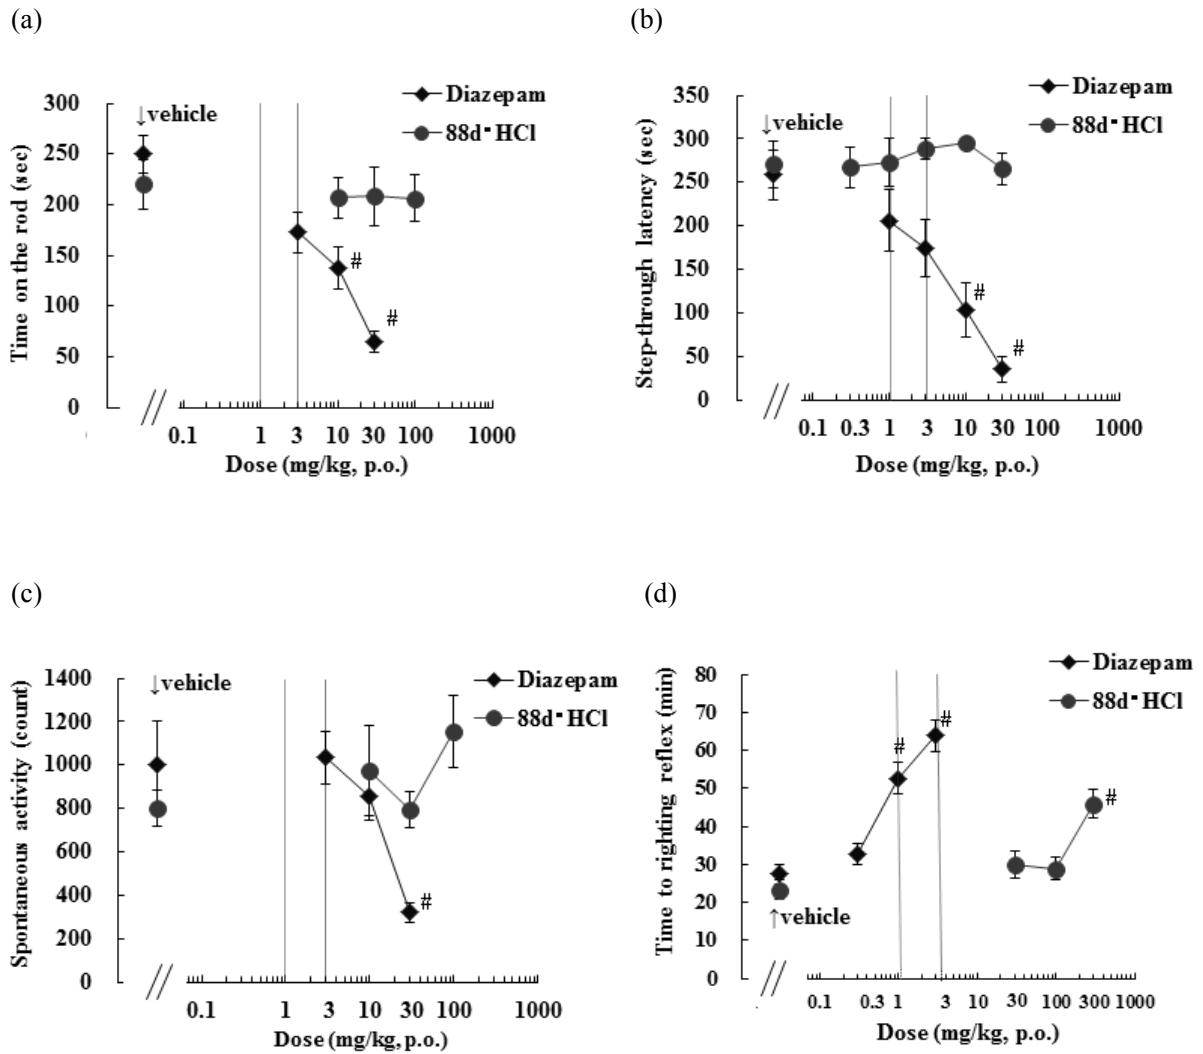 (a)
Diazepam
88d▪HCl
↓vehicle
Time on the rod (sec)
300
250
200
150
100
50
0
0.1 1 3 10 30 100 1000
Dose (mg/kg, p.o.)
#
#
(b)
Diazepam
88d▪HCl
↓vehicle
Step-through latency (sec)
350
300
250
200
150
100
50
0
0.1 0.3 1 3 10 30 100 1000
Dose (mg/kg, p.o.)
#
#
(c)
Diazepam
88d▪HCl
↓vehicle
Spontaneous activity (count)
1400
1200
1000
800
600
400
200
0
0.1 1 3 10 30 100 1000
Dose (mg/kg, p.o.)
#
(d)
Diazepam
88d▪HCl
↑vehicle
Time to righting reflex (min)
80
70
60
50
40
30
20
10
0
0.1 0.3 1 3 10 30 100 300 1000
Dose (mg/kg, p.o.)
#
#
#